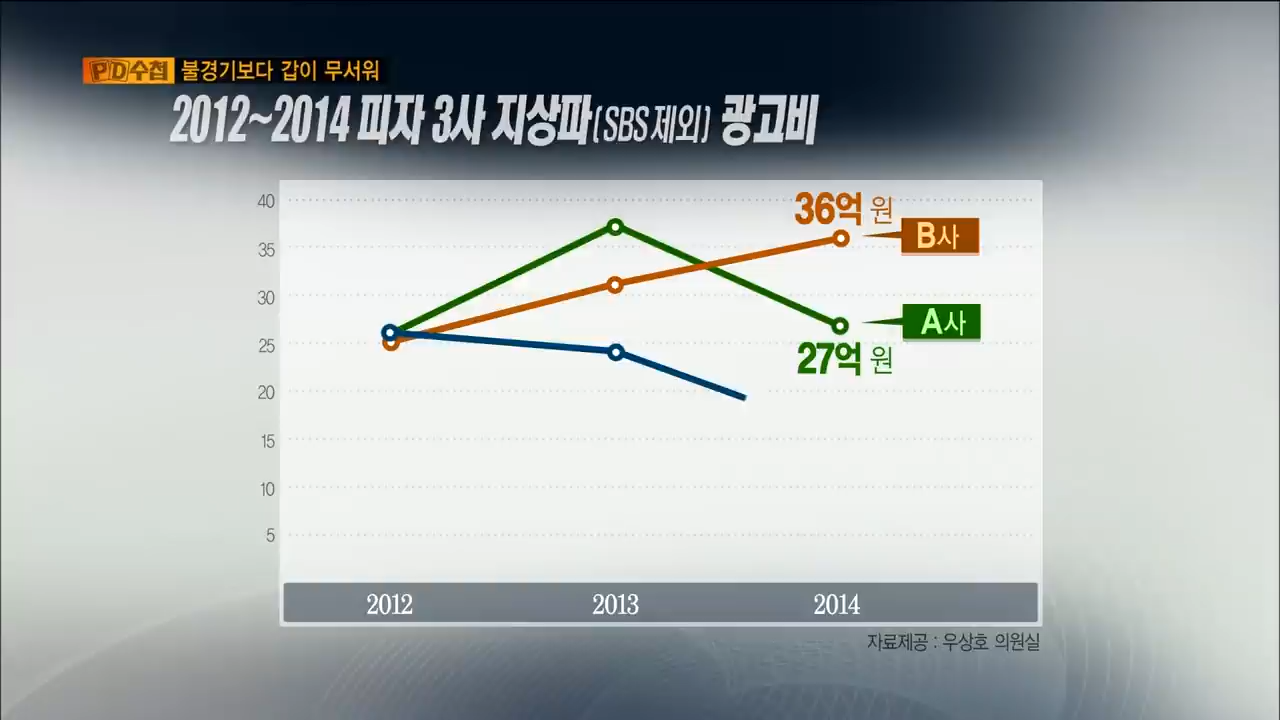 PD수첩 불경기보다 갑이 무서워
2012~2014 피자 3사 지상파(SBS 제외) 광고비
40
35
30
25
20
15
10
5
36억 원
B사
A사
27억 원
2012 2013 2014
자료제공 : 우상호 의원실